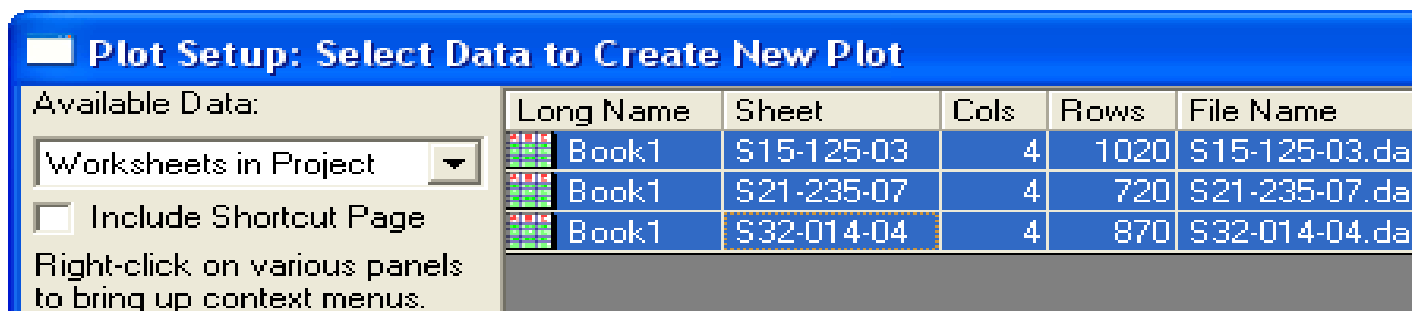 Plot Setup: Select Data to Create New Plot
Available Data:
Worksheets in Project
Include Shortcut Page
Right-click on various panels
to bring up context menus.
Long Name Sheet Cols Rows File Name
Book1 S15-125-03 4 1020 S15-125-03.da
Book1 S21-235-07 4 720 S21-235-07.da
Book1 S32-014-04 4 870 S32-014-04.da